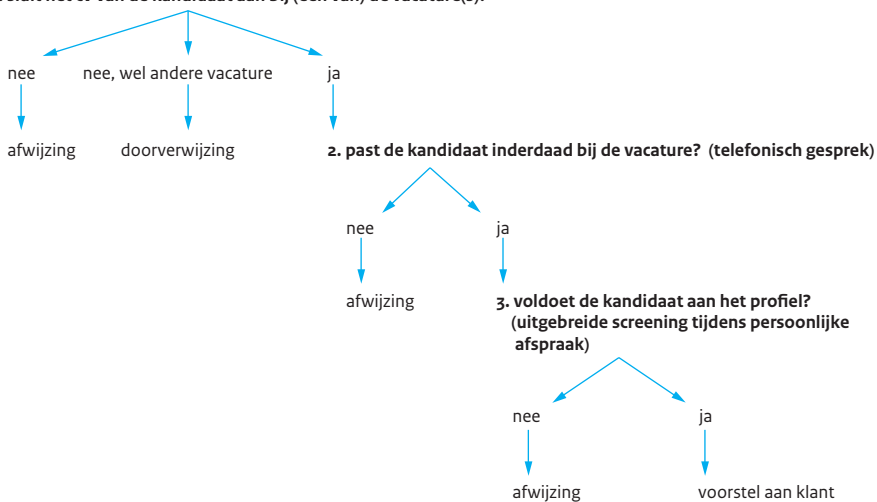 nee
nee, wel andere vacature
ja
afwijzing
doorverwijzing
2. past de kandidaat inderdaad bij de vacature? (telefonisch gesprek)
nee
ja
afwijzing
3. voldoet de kandidaat aan het profiel?
(uitgebreide screening tijdens persoonlijke
afspraak)
nee
ja
afwijzing
voorstel aan klant